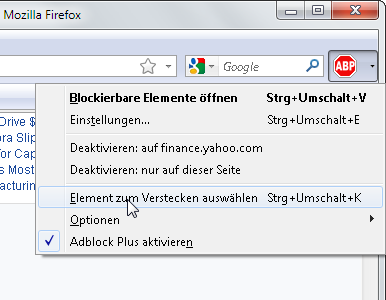 Mozilla Firefox
Google
ABP
Blockierbare Elemente öffnen Strg+Umschalt+V
Drive $
Einstellungen... Strg+Umschalt+E
ora Slip
For Cap
Deaktivieren: auf finance.yahoo.com
s Most
Deaktivieren: nur auf dieser Seite
acturin
Element zum Verstecken auswählen Strg+Umschalt+K
Optionen
Adblock Plus aktivieren